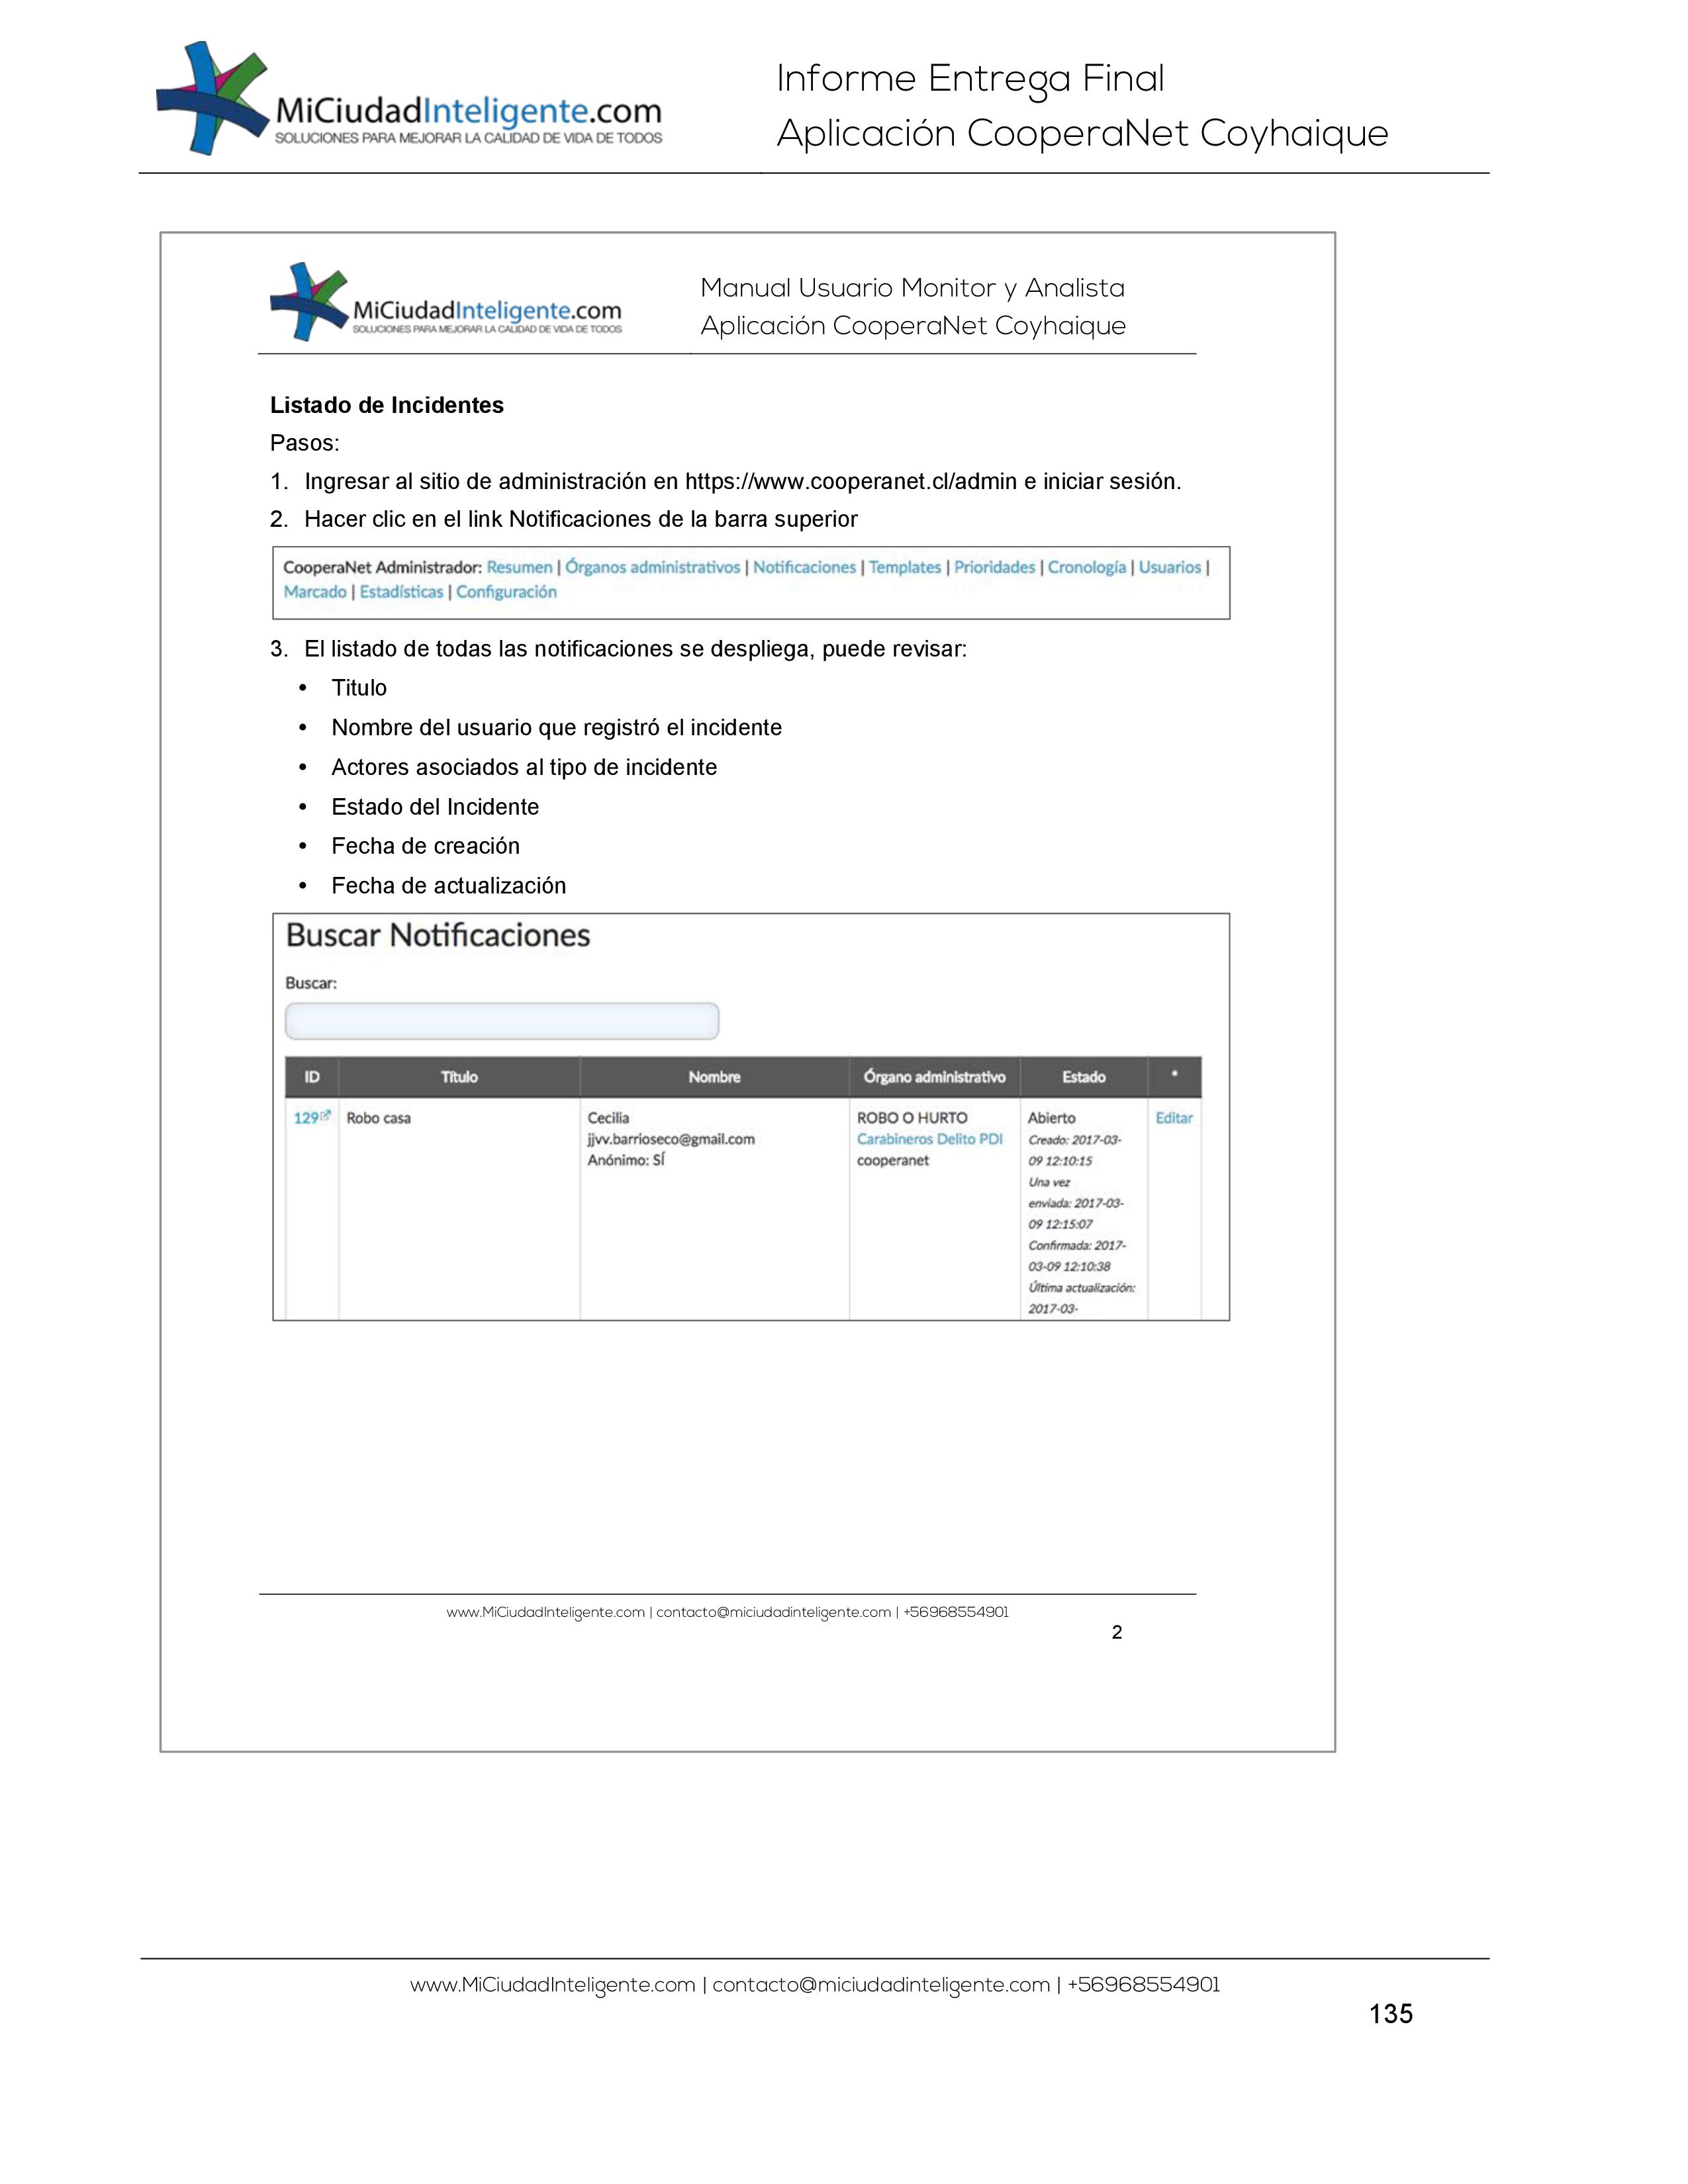 MiCiudadInteligente.com
SOLUCIONES PARA MEJORAR LA CALIDAD DE VIDA DE TODOS
Informe Entrega Final
Aplicación CooperaNet Coyhaique
MiCiudadInteligente.com
SOLUCIONES PARA MEJORAR LA CALIDAD DE VIDA DE TODOS
Manual Usuario Monitor y Analista
Aplicación CooperaNet Coyhaique
Listado de Incidentes
Pasos:
1. Ingresar al sitio de administración en https://www.cooperanet.cl/admin e iniciar sesión.
2. Hacer clic en el link Notificaciones de la barra superior
CooperaNet Administrador: Resumen | Órganos administrativos | Notificaciones | Templates | Prioridades | Cronología | Usuarios |
Marcado | Estadísticas | Configuración
3. El listado de todas las notificaciones se despliega, puede revisar:
• Titulo
• Nombre del usuario que registró el incidente
• Actores asociados al tipo de incidente
• Estado del Incidente
• Fecha de creación
• Fecha de actualización
Buscar Notificaciones
Buscar:
ID Título Nombre Órgano administrativo Estado *
129 Robo casa Cecilia ROBO O HURTO Abierto Editar
jjvv.barrioseco@gmail.com Carabineros Delito PDI Creado: 2017-03-
Anónimo: SÍ cooperanet 09 12:10:15
Una vez
enviada: 2017-03-
09 12:15:07
Confirmada: 2017-
03-09 12:10:38
Última actualización:
2017-03-
www.MiCiudadInteligente.com | contacto@miciudadinteligente.com | +56968554901
2
www.MiCiudadInteligente.com | contacto@miciudadinteligente.com | +56968554901
135